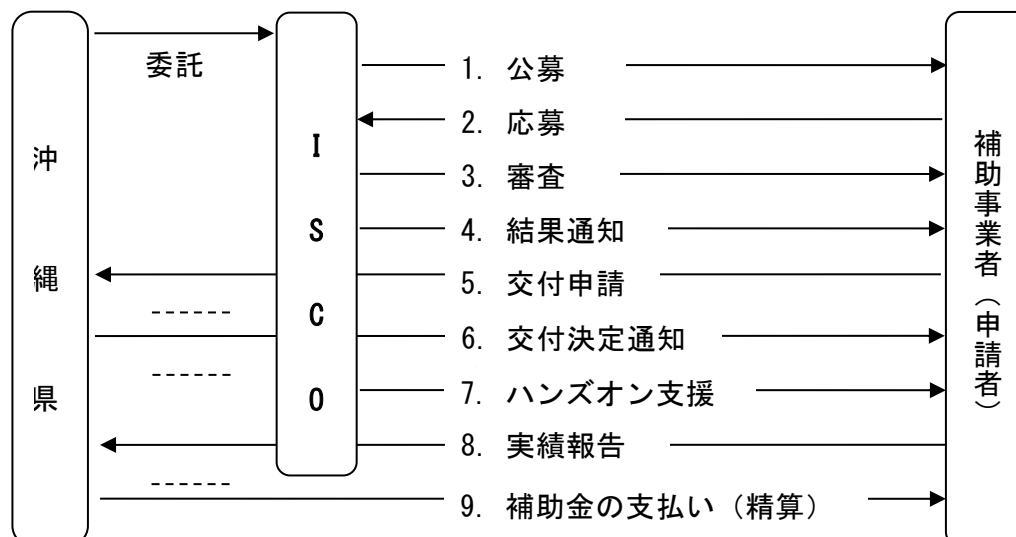 沖縄県
委託
ISCO
1. 公募
2. 応募
3. 審査
4. 結果通知
5. 交付申請
6. 交付決定通知
7. ハンズオン支援
8. 実績報告
9. 補助金の支払い（精算）
補助事業者（申請者）